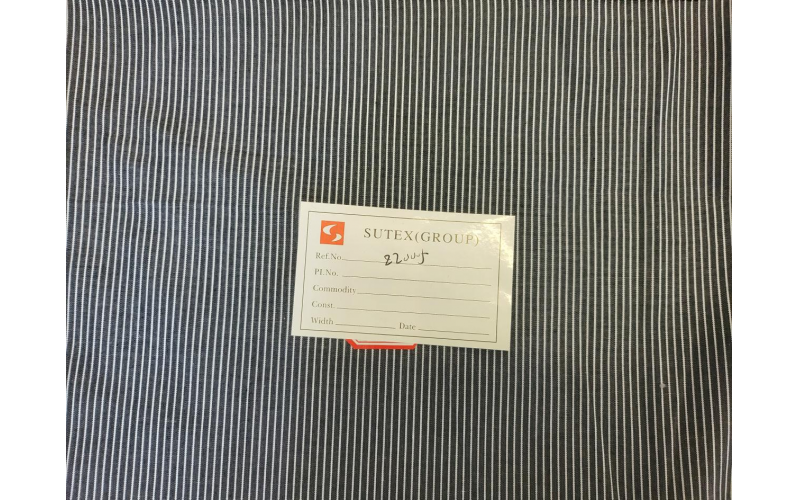 SUTEX(GROUP)
Ref.No. 22005
PI.No.
Commodity
Const.
Width Date